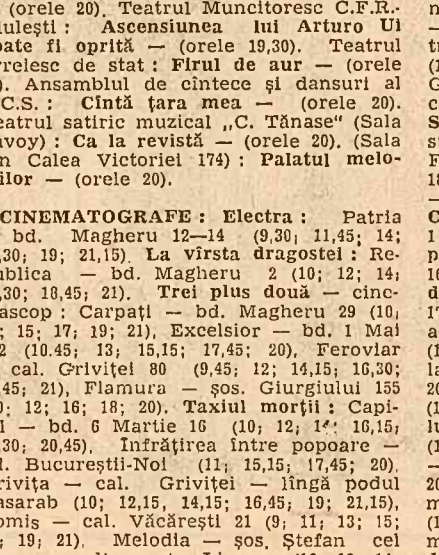 (orele 20). Teatrul Muncitoresc C.F.R.-
lulești : Ascensiunea lui Arturo Ui
oate fi oprită — (orele 19,30). Teatrul
vreiesc de stat : Firul de aur — (orele
). Ansamblul de cîntece și dansuri al
C.S. : Cîntă țara mea — (orele 20).
eatrul satiric muzical „C. Tănase" (Sala
avoy) : Ca la revistă — (orele 20). (Sala
n Calea Victoriei 174) : Palatul melo-
iilor — (orele 20).
CINEMATOGRAFE : Electra : Patria
bd. Magheru 12—14 (9,30; 11,45; 14;
,30; 19; 21,15). La vîrsta dragostei : Re-
ublica — bd. Magheru 2 (10; 12; 14;
,30; 18,45; 21). Trei plus două — cine-
ascop : Carpați — bd. Magheru 29 (10;
; 15; 17; 19; 21), Excelsior — bd. 1 Mai
2 (10.45; 13; 15,15; 17,45; 20), Feroviar
cal. Griviței 80 (9,45; 12; 14,15; 16,30;
,45; 21), Flamura — șos. Giurgiului 155
0; 12; 16; 18; 20). Taxiul morții : Capi-
l — bd. 6 Martie 16 (10; 12; 16,15;
,30; 20,45), Înfrățirea între popoare —
d. Bucureștii-Noi (11; 15,15; 17,45; 20),
rivița — cal. Griviței — lîngă podul
asarab (10; 12,15, 14,15; 16,45; 19; 21,15),
omis — cal. Văcărești 21 (9; 11; 13; 15;
; 19; 21). Melodia — șos. Ștefan cel